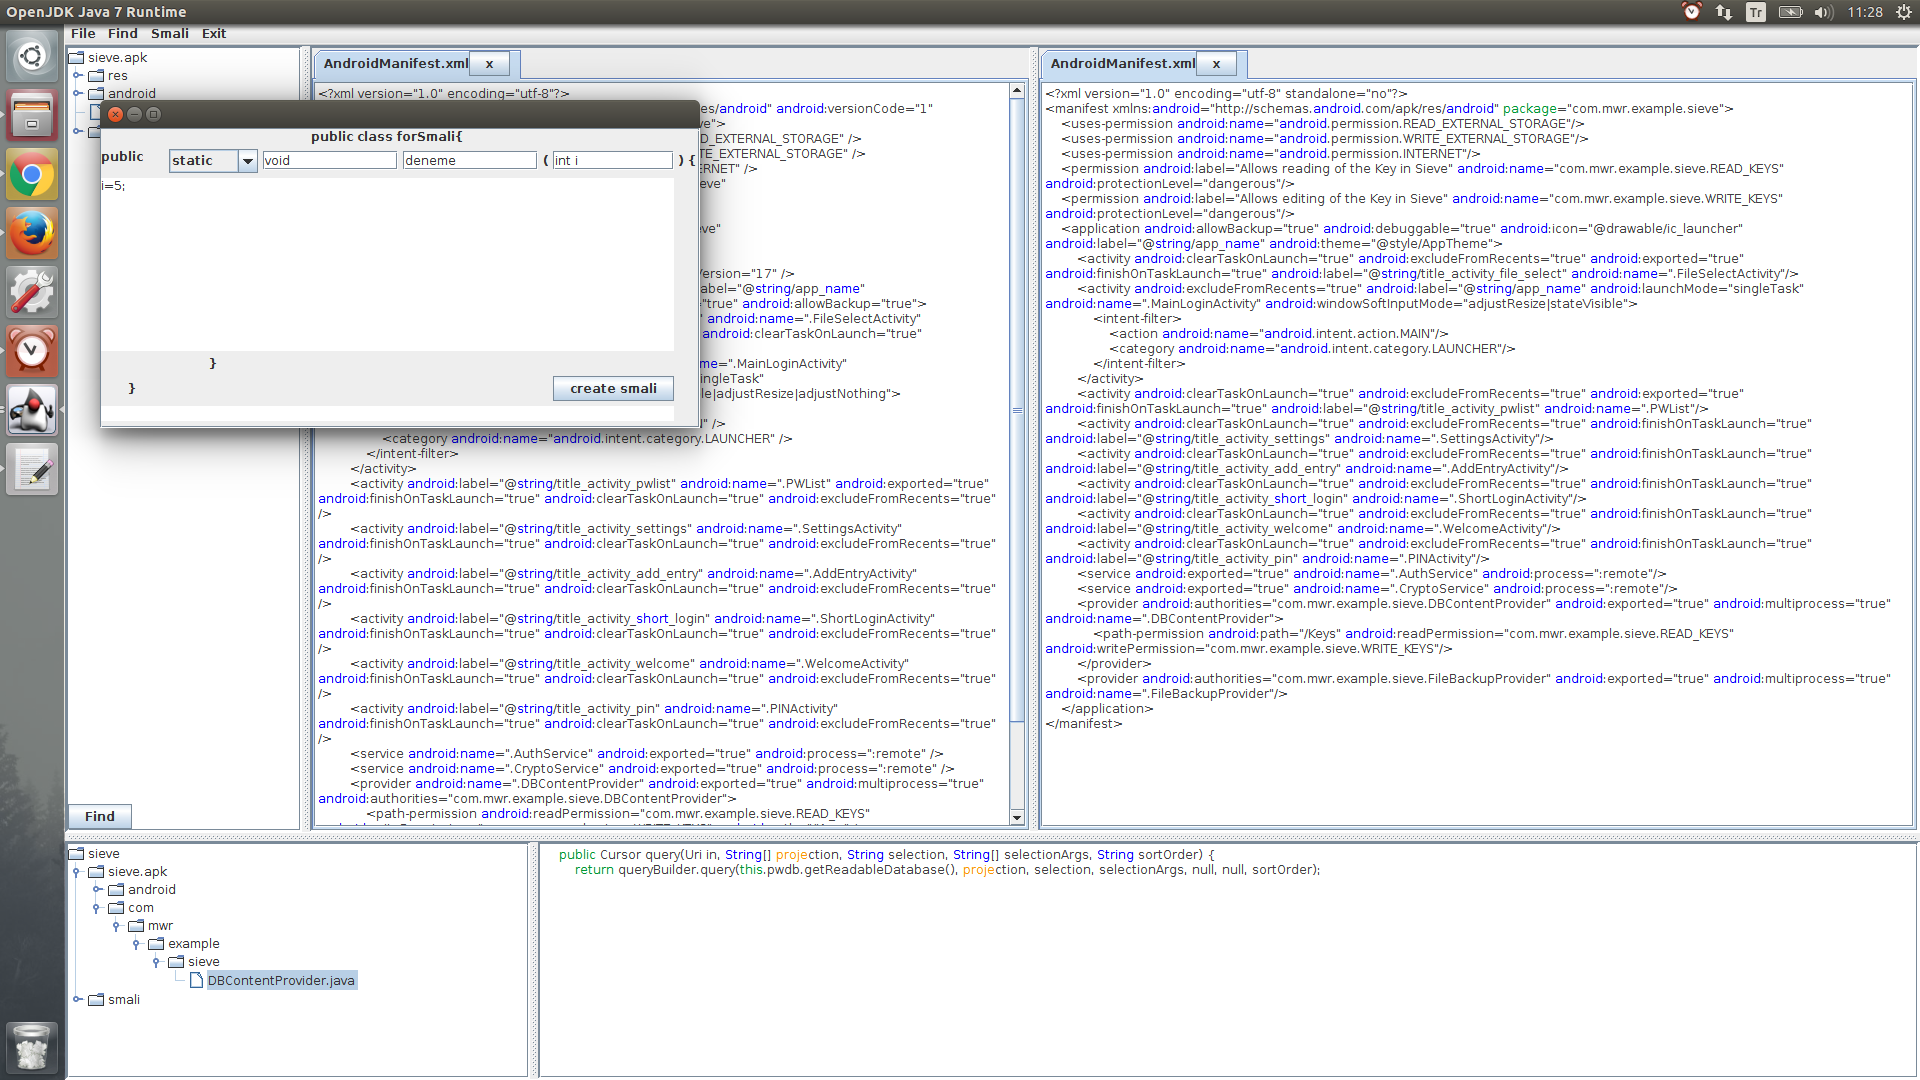 OpenJDK Java 7 Runtime
Tr
11:28
File Find Smali Exit
sieve.apk
res
android
Find
public class forSmali{
public static void deneme ( int i ) {
i=5;
}
}
create smali
AndroidManifest.xml x
<?xml version="1.0" encoding="utf-8"?>
es/android" android:versionCode="1"
eve">
D_EXTERNAL_STORAGE" />
TE_EXTERNAL_STORAGE" />
ERNET" />
eve"
eve"
Version="17" />
label="@string/app_name"
"true" android:allowBackup="true">
" android:name=".FileSelectActivity"
android:clearTaskOnLaunch="true"
me=".MainLoginActivity"
ngleTask"
le|adjustResize|adjustNothing">
N" />
<category android:name="android.intent.category.LAUNCHER" />
</intent-filter>
</activity>
<activity android:label="@string/title_activity_pwlist" android:name=".PWList" android:exported="true"
android:finishOnTaskLaunch="true" android:clearTaskOnLaunch="true" android:excludeFromRecents="true"
/>
<activity android:label="@string/title_activity_settings" android:name=".SettingsActivity"
android:finishOnTaskLaunch="true" android:clearTaskOnLaunch="true" android:excludeFromRecents="true"
/>
<activity android:label="@string/title_activity_add_entry" android:name=".AddEntryActivity"
android:finishOnTaskLaunch="true" android:clearTaskOnLaunch="true" android:excludeFromRecents="true"
/>
<activity android:label="@string/title_activity_short_login" android:name=".ShortLoginActivity"
android:finishOnTaskLaunch="true" android:clearTaskOnLaunch="true" android:excludeFromRecents="true"
/>
<activity android:label="@string/title_activity_welcome" android:name=".WelcomeActivity"
android:finishOnTaskLaunch="true" android:clearTaskOnLaunch="true" android:excludeFromRecents="true"
/>
<activity android:label="@string/title_activity_pin" android:name=".PINActivity"
android:finishOnTaskLaunch="true" android:clearTaskOnLaunch="true" android:excludeFromRecents="true"
/>
<service android:name=".AuthService" android:exported="true" android:process=":remote" />
<service android:name=".CryptoService" android:exported="true" android:process=":remote" />
<provider android:name=".DBContentProvider" android:exported="true" android:multiprocess="true"
android:authorities="com.mwr.example.sieve.DBContentProvider">
<path-permission android:readPermission="com.mwr.example.sieve.READ_KEYS"
AndroidManifest.xml x
<?xml version="1.0" encoding="utf-8" standalone="no"?>
<manifest xmlns:android="http://schemas.android.com/apk/res/android" package="com.mwr.example.sieve">
<uses-permission android:name="android.permission.READ_EXTERNAL_STORAGE"/>
<uses-permission android:name="android.permission.WRITE_EXTERNAL_STORAGE"/>
<uses-permission android:name="android.permission.INTERNET"/>
<permission android:label="Allows reading of the Key in Sieve" android:name="com.mwr.example.sieve.READ_KEYS"
android:protectionLevel="dangerous"/>
<permission android:label="Allows editing of the Key in Sieve" android:name="com.mwr.example.sieve.WRITE_KEYS"
android:protectionLevel="dangerous"/>
<application android:allowBackup="true" android:debuggable="true" android:icon="@drawable/ic_launcher"
android:label="@string/app_name" android:theme="@style/AppTheme">
<activity android:clearTaskOnLaunch="true" android:excludeFromRecents="true" android:exported="true"
android:finishOnTaskLaunch="true" android:label="@string/title_activity_file_select" android:name=".FileSelectActivity"/>
<activity android:excludeFromRecents="true" android:label="@string/app_name" android:launchMode="singleTask"
android:name=".MainLoginActivity" android:windowSoftInputMode="adjustResize|stateVisible">
<intent-filter>
<action android:name="android.intent.action.MAIN"/>
<category android:name="android.intent.category.LAUNCHER"/>
</intent-filter>
</activity>
<activity android:clearTaskOnLaunch="true" android:excludeFromRecents="true" android:exported="true"
android:finishOnTaskLaunch="true" android:label="@string/title_activity_pwlist" android:name=".PWList"/>
<activity android:clearTaskOnLaunch="true" android:excludeFromRecents="true" android:finishOnTaskLaunch="true"
android:label="@string/title_activity_settings" android:name=".SettingsActivity"/>
<activity android:clearTaskOnLaunch="true" android:excludeFromRecents="true" android:finishOnTaskLaunch="true"
android:label="@string/title_activity_add_entry" android:name=".AddEntryActivity"/>
<activity android:clearTaskOnLaunch="true" android:excludeFromRecents="true" android:finishOnTaskLaunch="true"
android:label="@string/title_activity_short_login" android:name=".ShortLoginActivity"/>
<activity android:clearTaskOnLaunch="true" android:excludeFromRecents="true" android:finishOnTaskLaunch="true"
android:label="@string/title_activity_welcome" android:name=".WelcomeActivity"/>
<activity android:clearTaskOnLaunch="true" android:excludeFromRecents="true" android:finishOnTaskLaunch="true"
android:label="@string/title_activity_pin" android:name=".PINActivity"/>
<service android:exported="true" android:name=".AuthService" android:process=":remote"/>
<service android:exported="true" android:name=".CryptoService" android:process=":remote"/>
<provider android:authorities="com.mwr.example.sieve.DBContentProvider" android:exported="true" android:multiprocess="true"
android:name=".DBContentProvider">
<path-permission android:path="/Keys" android:readPermission="com.mwr.example.sieve.READ_KEYS"
android:writePermission="com.mwr.example.sieve.WRITE_KEYS"/>
</provider>
<provider android:authorities="com.mwr.example.sieve.FileBackupProvider" android:exported="true" android:multiprocess="true"
android:name=".FileBackupProvider"/>
</application>
</manifest>
sieve
sieve.apk
android
com
mwr
example
sieve
DBContentProvider.java
smali
public Cursor query(Uri in, String[] projection, String selection, String[] selectionArgs, String sortOrder) {
return queryBuilder.query(this.pwdb.getReadableDatabase(), projection, selection, selectionArgs, null, null, sortOrder);